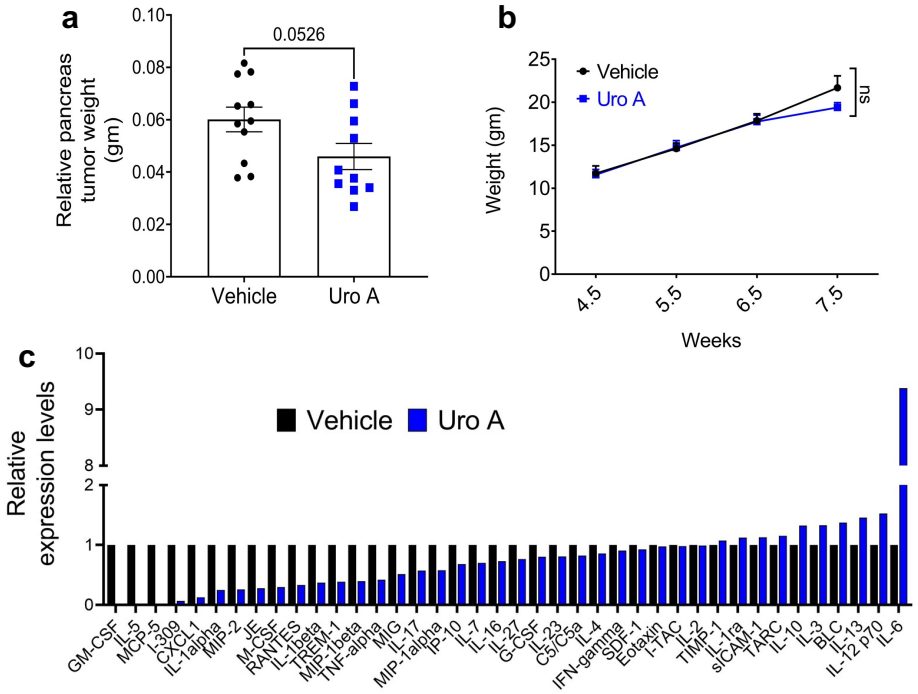 a
0.10
0.08
0.06
0.04
0.02
0.00
Relative pancreas
tumor weight
(gm)
0.0526
Vehicle
Uro A
b
25
20
15
10
5
0
Weight (gm)
Vehicle
Uro A
ns
4.5
5.5
6.5
7.5
Weeks
c
10
9
8
2
1
0
Relative
expression levels
Vehicle
Uro A
GM-CSF
IL-5
MCP-5
I-309
CXCL1
IL-1alpha
MIP-2
JE
M-CSF
RANTES
IL-1beta
TREM-1
MIP-1beta
TNF-alpha
MIG
IL-17
MIP-1alpha
IP-10
IL-7
IL-16
IL-27
G-CSF
IL-23
C5/C5a
IL-4
IFN-gamma
SDF-1
Eotaxin
I-TAC
IL-2
TIMP-1
IL-1ra
sICAM-1
TARC
IL-10
IL-3
BLC
IL-13
IL-12 p70
IL-6